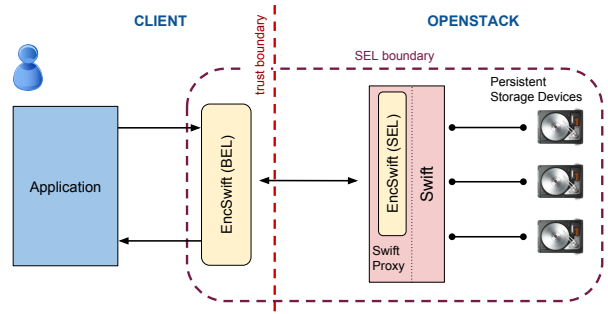 CLIENT
OPENSTACK
trust boundary
SEL boundary
Persistent
Storage Devices
Application
EncSwift (BEL)
EncSwift (SEL)
Swift
Swift
Proxy